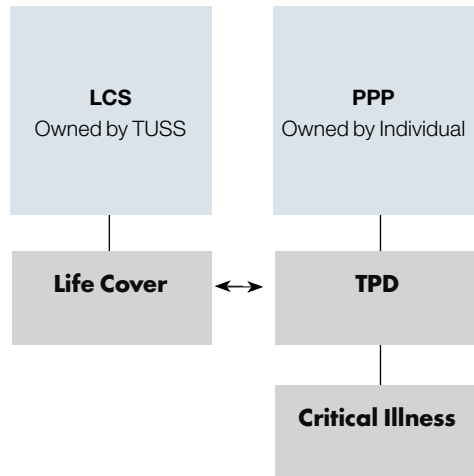 LCS
Owned by TUSS
PPP
Owned by Individual
Life Cover
TPD
Critical Illness